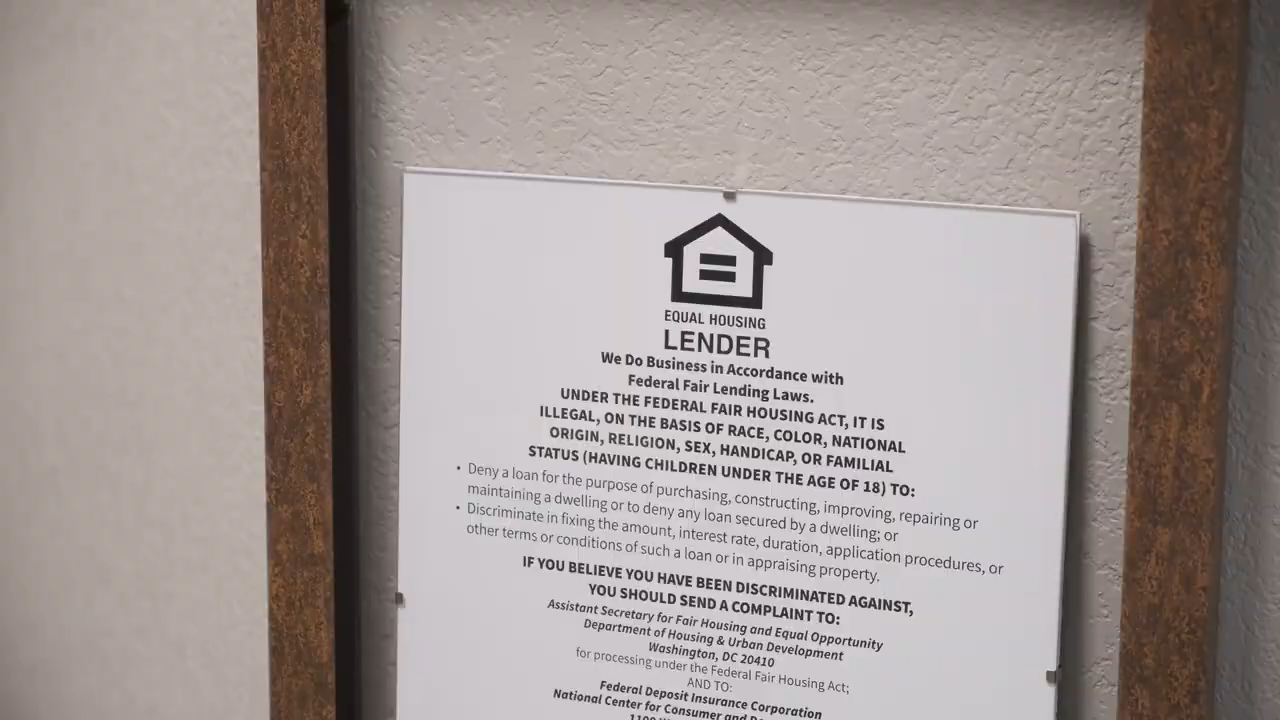 EQUAL HOUSING
LENDER
We Do Business in Accordance with
Federal Fair Lending Laws.
UNDER THE FEDERAL FAIR HOUSING ACT, IT IS
ILLEGAL, ON THE BASIS OF RACE, COLOR, NATIONAL
ORIGIN, RELIGION, SEX, HANDICAP, OR FAMILIAL
STATUS (HAVING CHILDREN UNDER THE AGE OF 18) TO:
• Deny a loan for the purpose of purchasing, constructing, improving, repairing or
maintaining a dwelling or to deny any loan secured by a dwelling; or
• Discriminate in fixing the amount, interest rate, duration, application procedures, or
other terms or conditions of such a loan or in appraising property.
IF YOU BELIEVE YOU HAVE BEEN DISCRIMINATED AGAINST,
YOU SHOULD SEND A COMPLAINT TO:
Assistant Secretary for Fair Housing and Equal Opportunity
Department of Housing & Urban Development
Washington, DC 20410
for processing under the Federal Fair Housing Act;
AND TO:
Federal Deposit Insurance Corporation
National Center for Consumer and